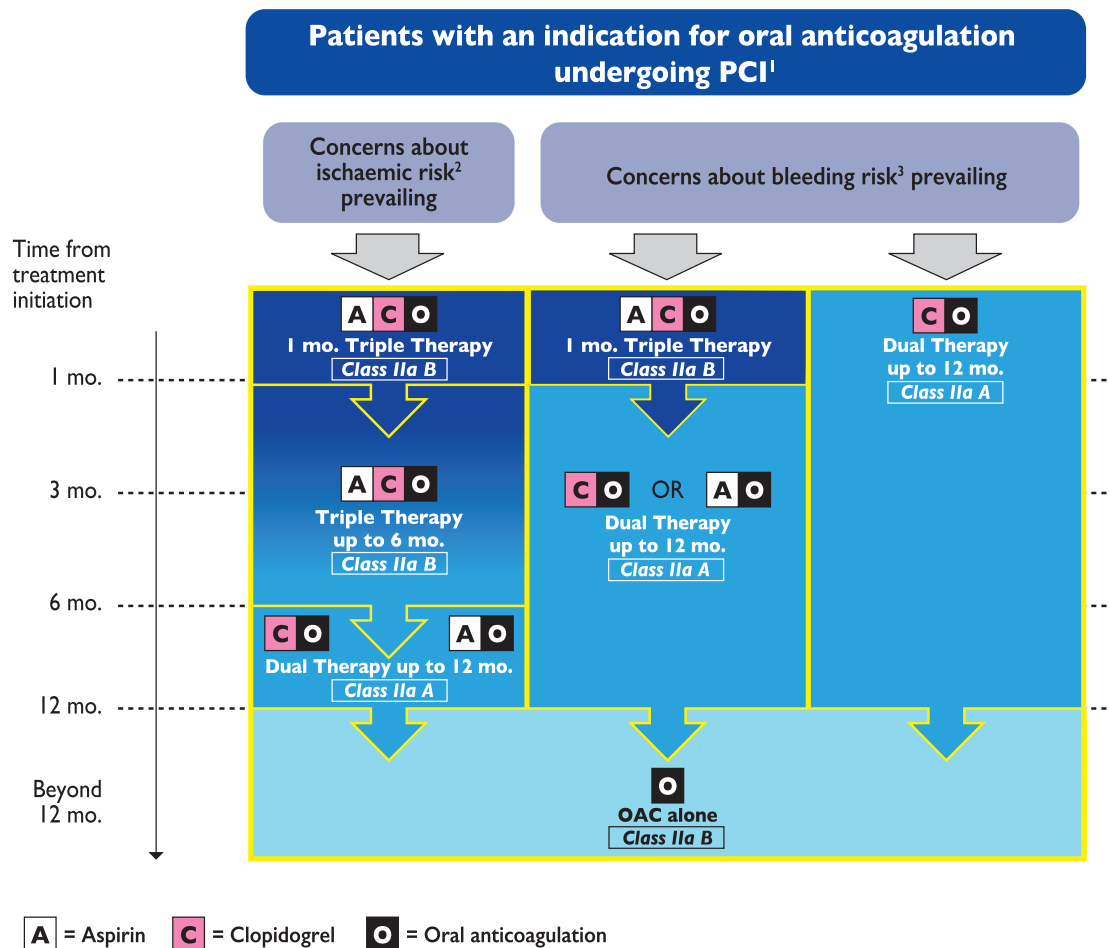 Patients with an indication for oral anticoagulation
undergoing PCI¹
Concerns about
ischaemic risk²
prevailing
Concerns about bleeding risk³ prevailing
Time from
treatment
initiation
A C O
1 mo. Triple Therapy
Class IIa B
A C O
1 mo. Triple Therapy
Class IIa B
C O
Dual Therapy
up to 12 mo.
Class IIa A
1 mo.
3 mo.
A C O
Triple Therapy
up to 6 mo.
Class IIa B
C O OR A O
Dual Therapy
up to 12 mo.
Class IIa A
6 mo.
C O A O
Dual Therapy up to 12 mo.
Class IIa A
12 mo.
Beyond
12 mo.
O
OAC alone
Class IIa B
A = Aspirin C = Clopidogrel O = Oral anticoagulation